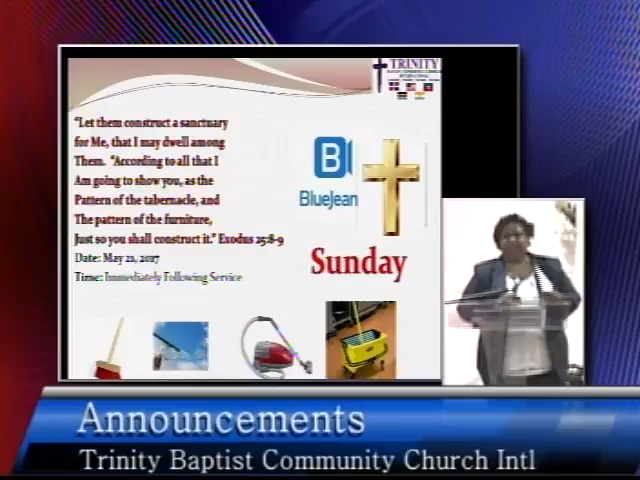 TRINITY
"Let them construct a sanctuary
for Me, that I may dwell among
Them. "According to all that I
Am going to show you, as the
Pattern of the tabernacle, and
The pattern of the furniture,
Just so you shall construct it." Exodus 25:8-9
Date: May 21, 2017
Time: Immediately Following Service
B
BlueJean
Sunday
Announcements
Trinity Baptist Community Church Intl